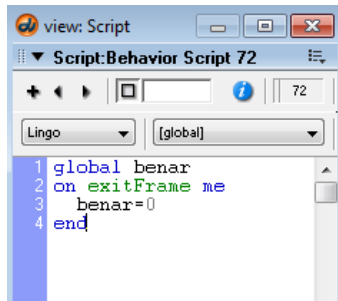 view: Script
Script:Behavior Script 72
72
Lingo
[global]
1 global benar
2 on exitFrame me
3 benar=0
4 end